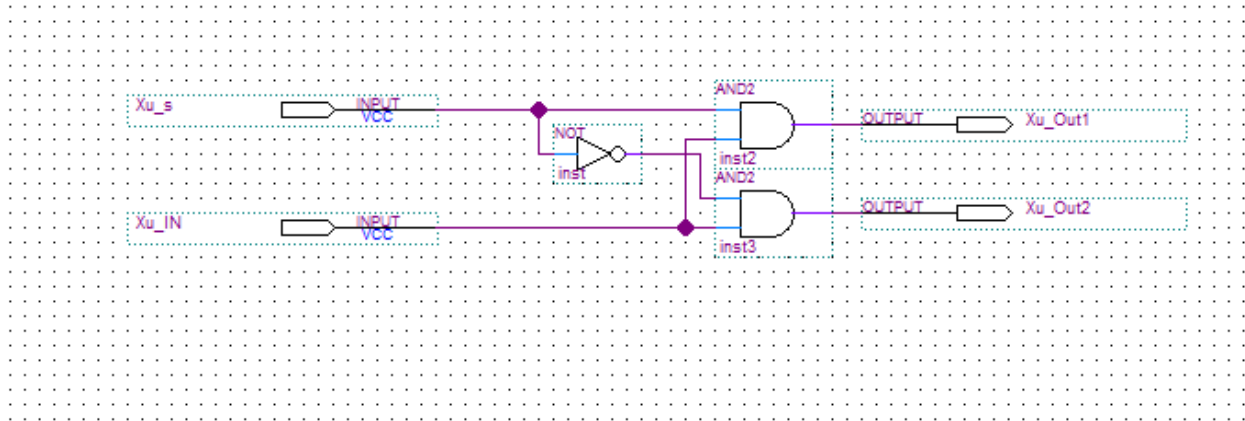 Xu_s
INPUT
VCC
NOT
inst
AND2
inst2
OUTPUT
Xu_Out1
Xu_IN
INPUT
VCC
AND2
inst3
OUTPUT
Xu_Out2